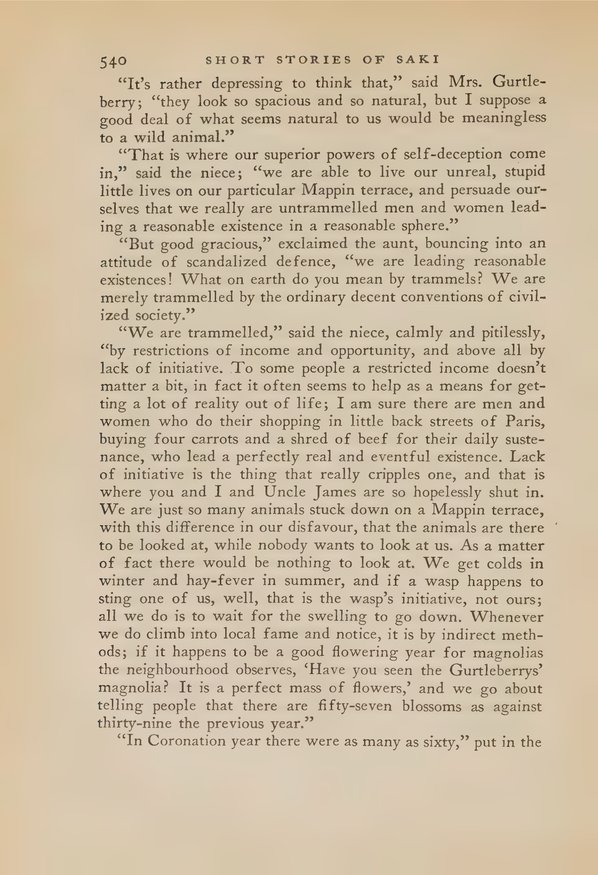 540 SHORT STORIES OF SAKI
“It’s rather depressing to think that,” said Mrs. Gurtle-
berry; “they look so spacious and so natural, but I suppose a
good deal of what seems natural to us would be meaningless
to a wild animal.”
“That is where our superior powers of self-deception come
in,” said the niece; “we are able to live our unreal, stupid
little lives on our particular Mappin terrace, and persuade our-
selves that we really are untrammelled men and women lead-
ing a reasonable existence in a reasonable sphere.”
“But good gracious,” exclaimed the aunt, bouncing into an
attitude of scandalized defence, “we are leading reasonable
existences! What on earth do you mean by trammels? We are
merely trammelled by the ordinary decent conventions of civil-
ized society.”
“We are trammelled,” said the niece, calmly and pitilessly,
“by restrictions of income and opportunity, and above all by
lack of initiative. To some people a restricted income doesn’t
matter a bit, in fact it often seems to help as a means for get-
ting a lot of reality out of life; I am sure there are men and
women who do their shopping in little back streets of Paris,
buying four carrots and a shred of beef for their daily suste-
nance, who lead a perfectly real and eventful existence. Lack
of initiative is the thing that really cripples one, and that is
where you and I and Uncle James are so hopelessly shut in.
We are just so many animals stuck down on a Mappin terrace,
with this difference in our disfavour, that the animals are there
to be looked at, while nobody wants to look at us. As a matter
of fact there would be nothing to look at. We get colds in
winter and hay-fever in summer, and if a wasp happens to
sting one of us, well, that is the wasp’s initiative, not ours;
all we do is to wait for the swelling to go down. Whenever
we do climb into local fame and notice, it is by indirect meth-
ods; if it happens to be a good flowering year for magnolias
the neighbourhood observes, ‘Have you seen the Gurtleberrys’
magnolia? It is a perfect mass of flowers,’ and we go about
telling people that there are fifty-seven blossoms as against
thirty-nine the previous year.”
“In Coronation year there were as many as sixty,” put in the